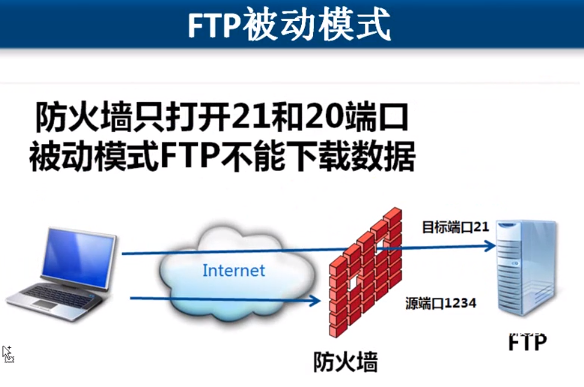 FTP被动模式
防火墙只打开21和20端口
被动模式FTP不能下载数据
目标端口21
Internet
源端口1234
FTP
防火墙